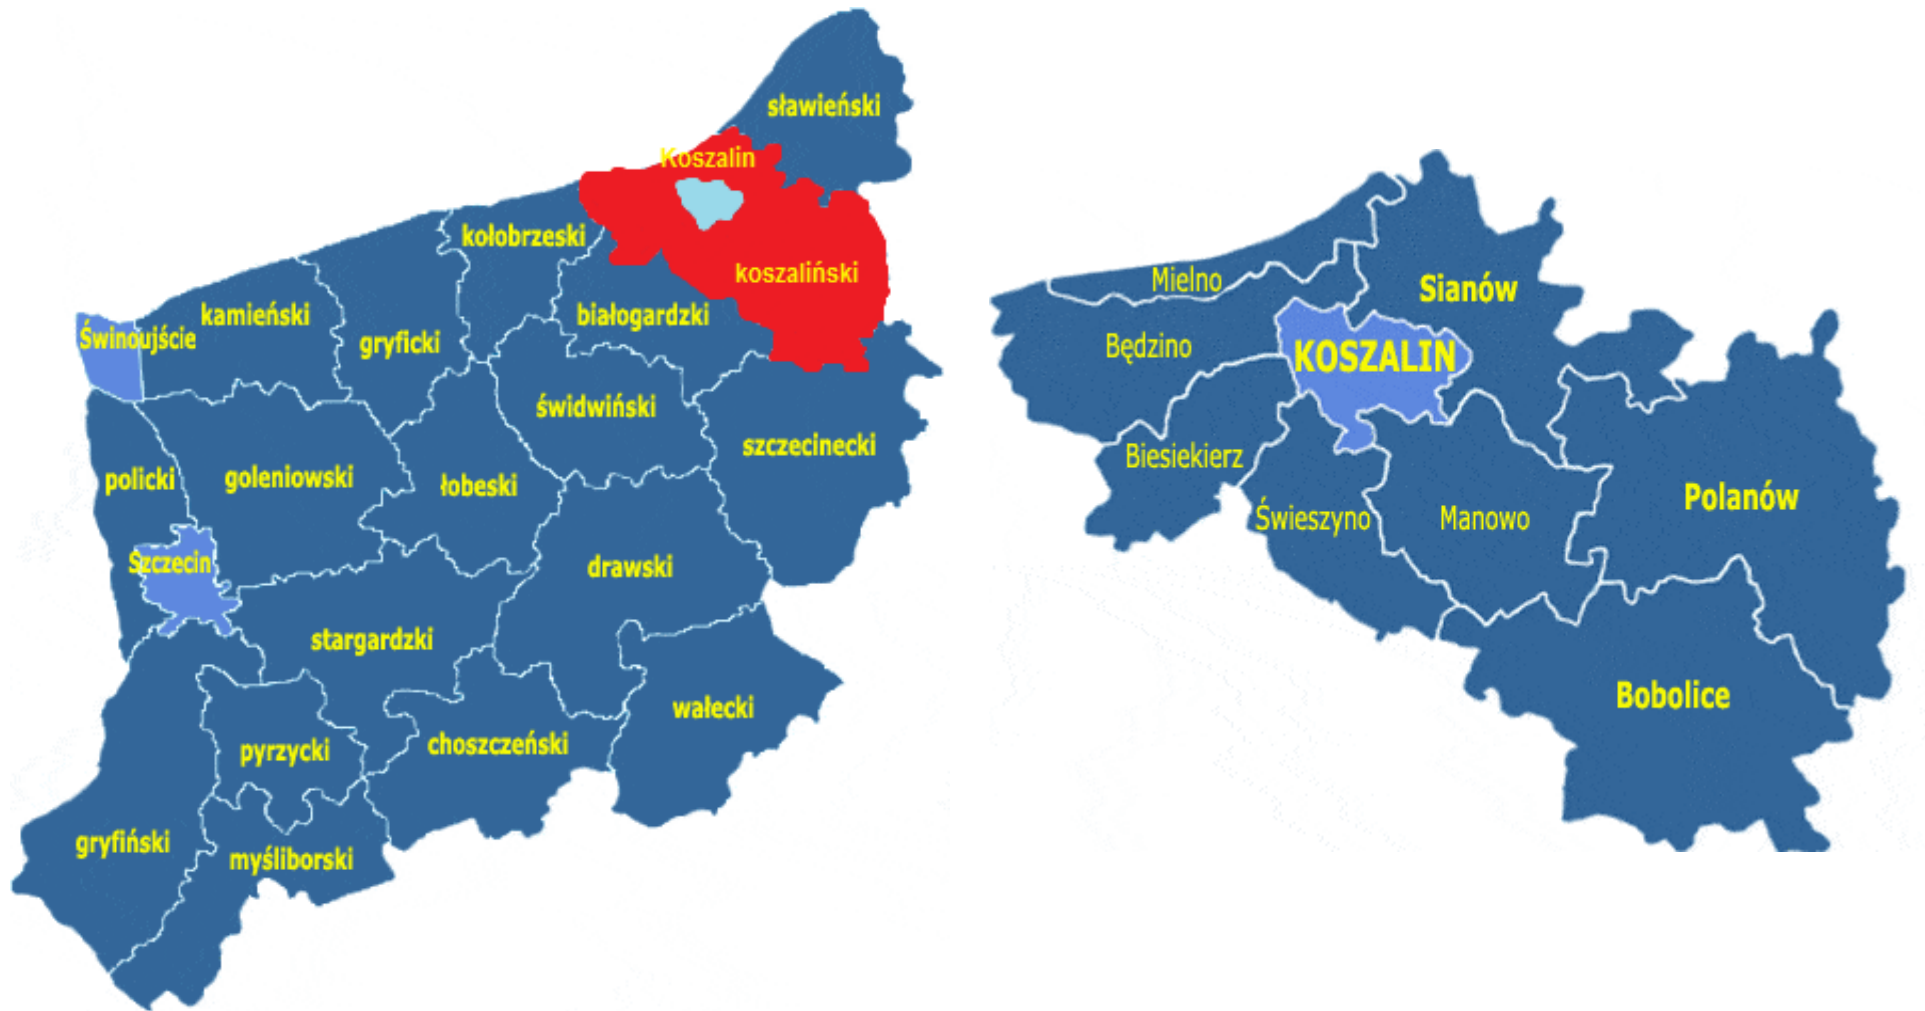 sławieński
Koszalin
kołobrzeski
koszaliński
kamieński
białogardzki
Świnoujście
gryficki
świdwiński
szczecinecki
policki
goleniowski
łobeski
Szczecin
drawski
stargardzki
wałecki
pyrzycki
choszczeński
gryfiński
myśliborski
Mielno
Sianów
Będzino
KOSZALIN
Biesiekierz
Świeszyno
Manowo
Polanów
Bobolice